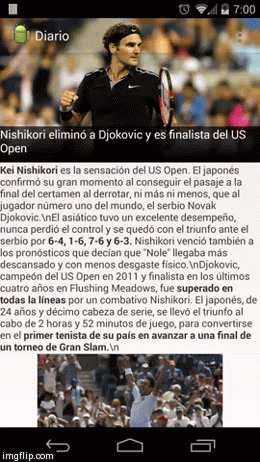 7:00
Diario
Nishikori eliminó a Djokovic y es finalista del US
Open
Kei Nishikori es la sensación del US Open. El japonés
confirmó su gran momento al conseguir el pasaje a la
final del certamen al derrotar, ni más, ni menos, que al
jugador número uno del mundo, el serbio Novak
Djokovic.\nEl asiático tuvo un excelente desempeño,
nunca perdió el control y se quedó con el triunfo ante el
serbio por 6-4, 1-6, 7-6 y 6-3. Nishikori venció también a
los pronósticos que decían que "Nole" llegaba más
descansado y con menos desgaste físico.\nDjokovic,
campeón del US Open en 2011 y finalista en los últimos
cuatro años en Flushing Meadows, fue superado en
todas la líneas por un combativo Nishikori. El japonés, de
24 años y décimo cabeza de serie, se llevó el triunfo al
cabo de 2 horas y 52 minutos de juego, para convertirse
en el primer tenista de su país en avanzar a una final de
un torneo de Gran Slam.\n
imgflip.com